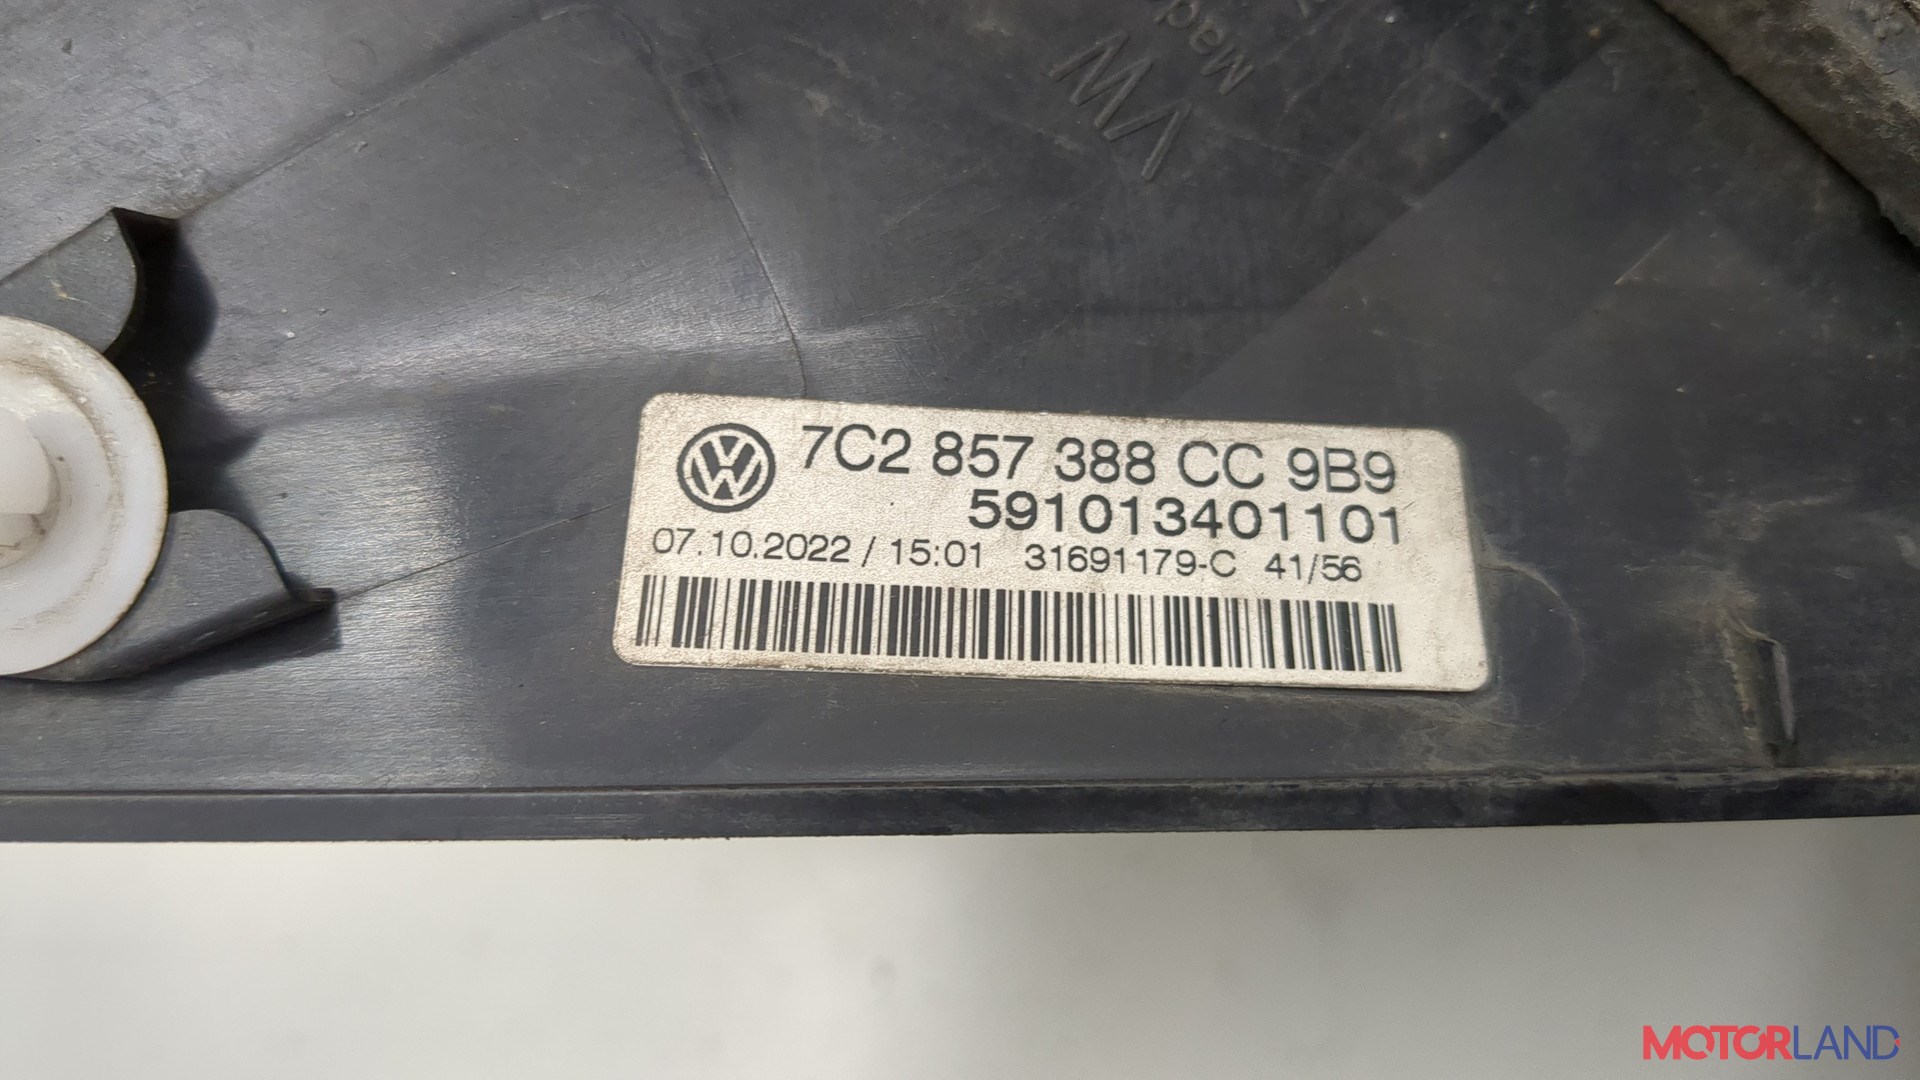 VW
7C2 857 388 CC 9B9
591013401101
07.10.2022 / 15:01 31691179-C 41/56
MOTORLAND